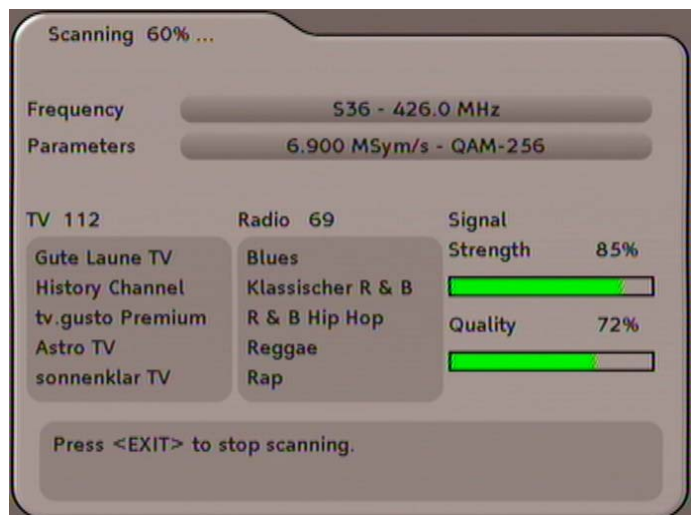 Scanning 60% ...
Frequency S36 - 426.0 MHz
Parameters 6.900 MSym/s - QAM-256
TV 112
Gute Laune TV
History Channel
tv.gusto Premium
Astro TV
sonnenklar TV
Radio 69
Blues
Klassischer R & B
R & B Hip Hop
Reggae
Rap
Signal
Strength 85%
Quality 72%
Press <EXIT> to stop scanning.